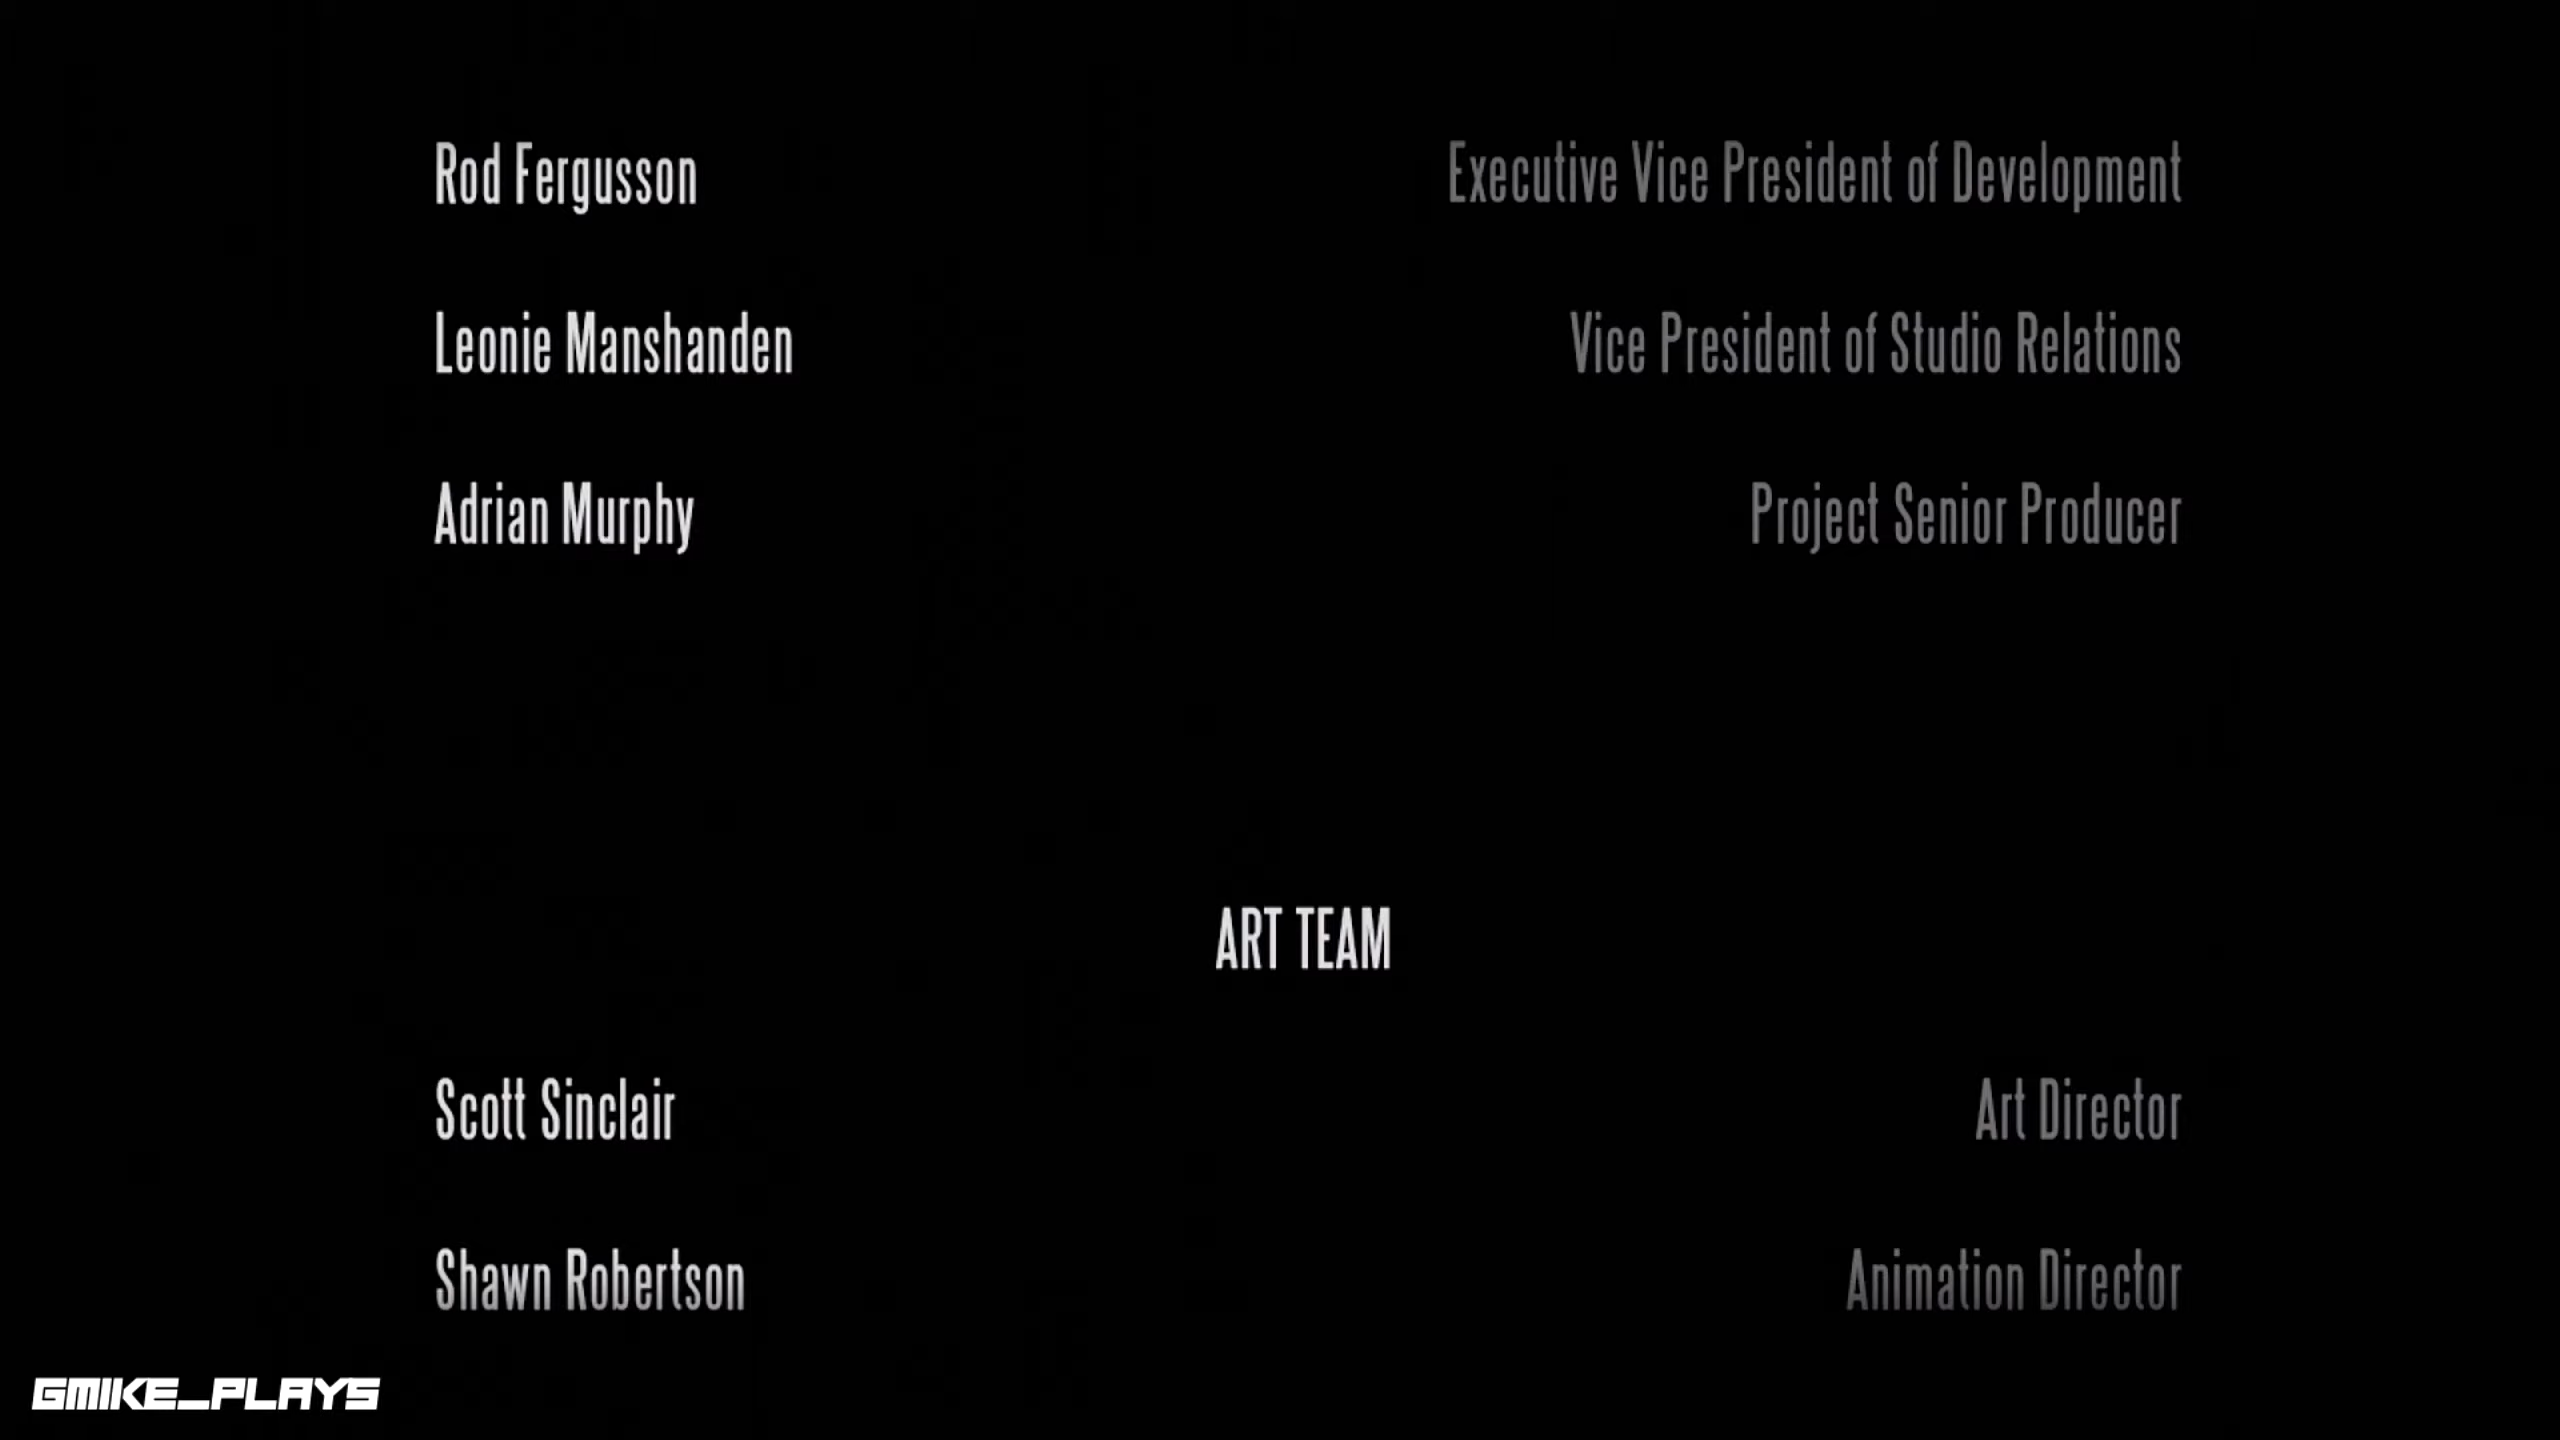 Rod Fergusson Executive Vice President of Development
Leonie Manshanden Vice President of Studio Relations
Adrian Murphy Project Senior Producer
ART TEAM
Scott Sinclair Art Director
Shawn Robertson Animation Director
GMIKE_PLAYS